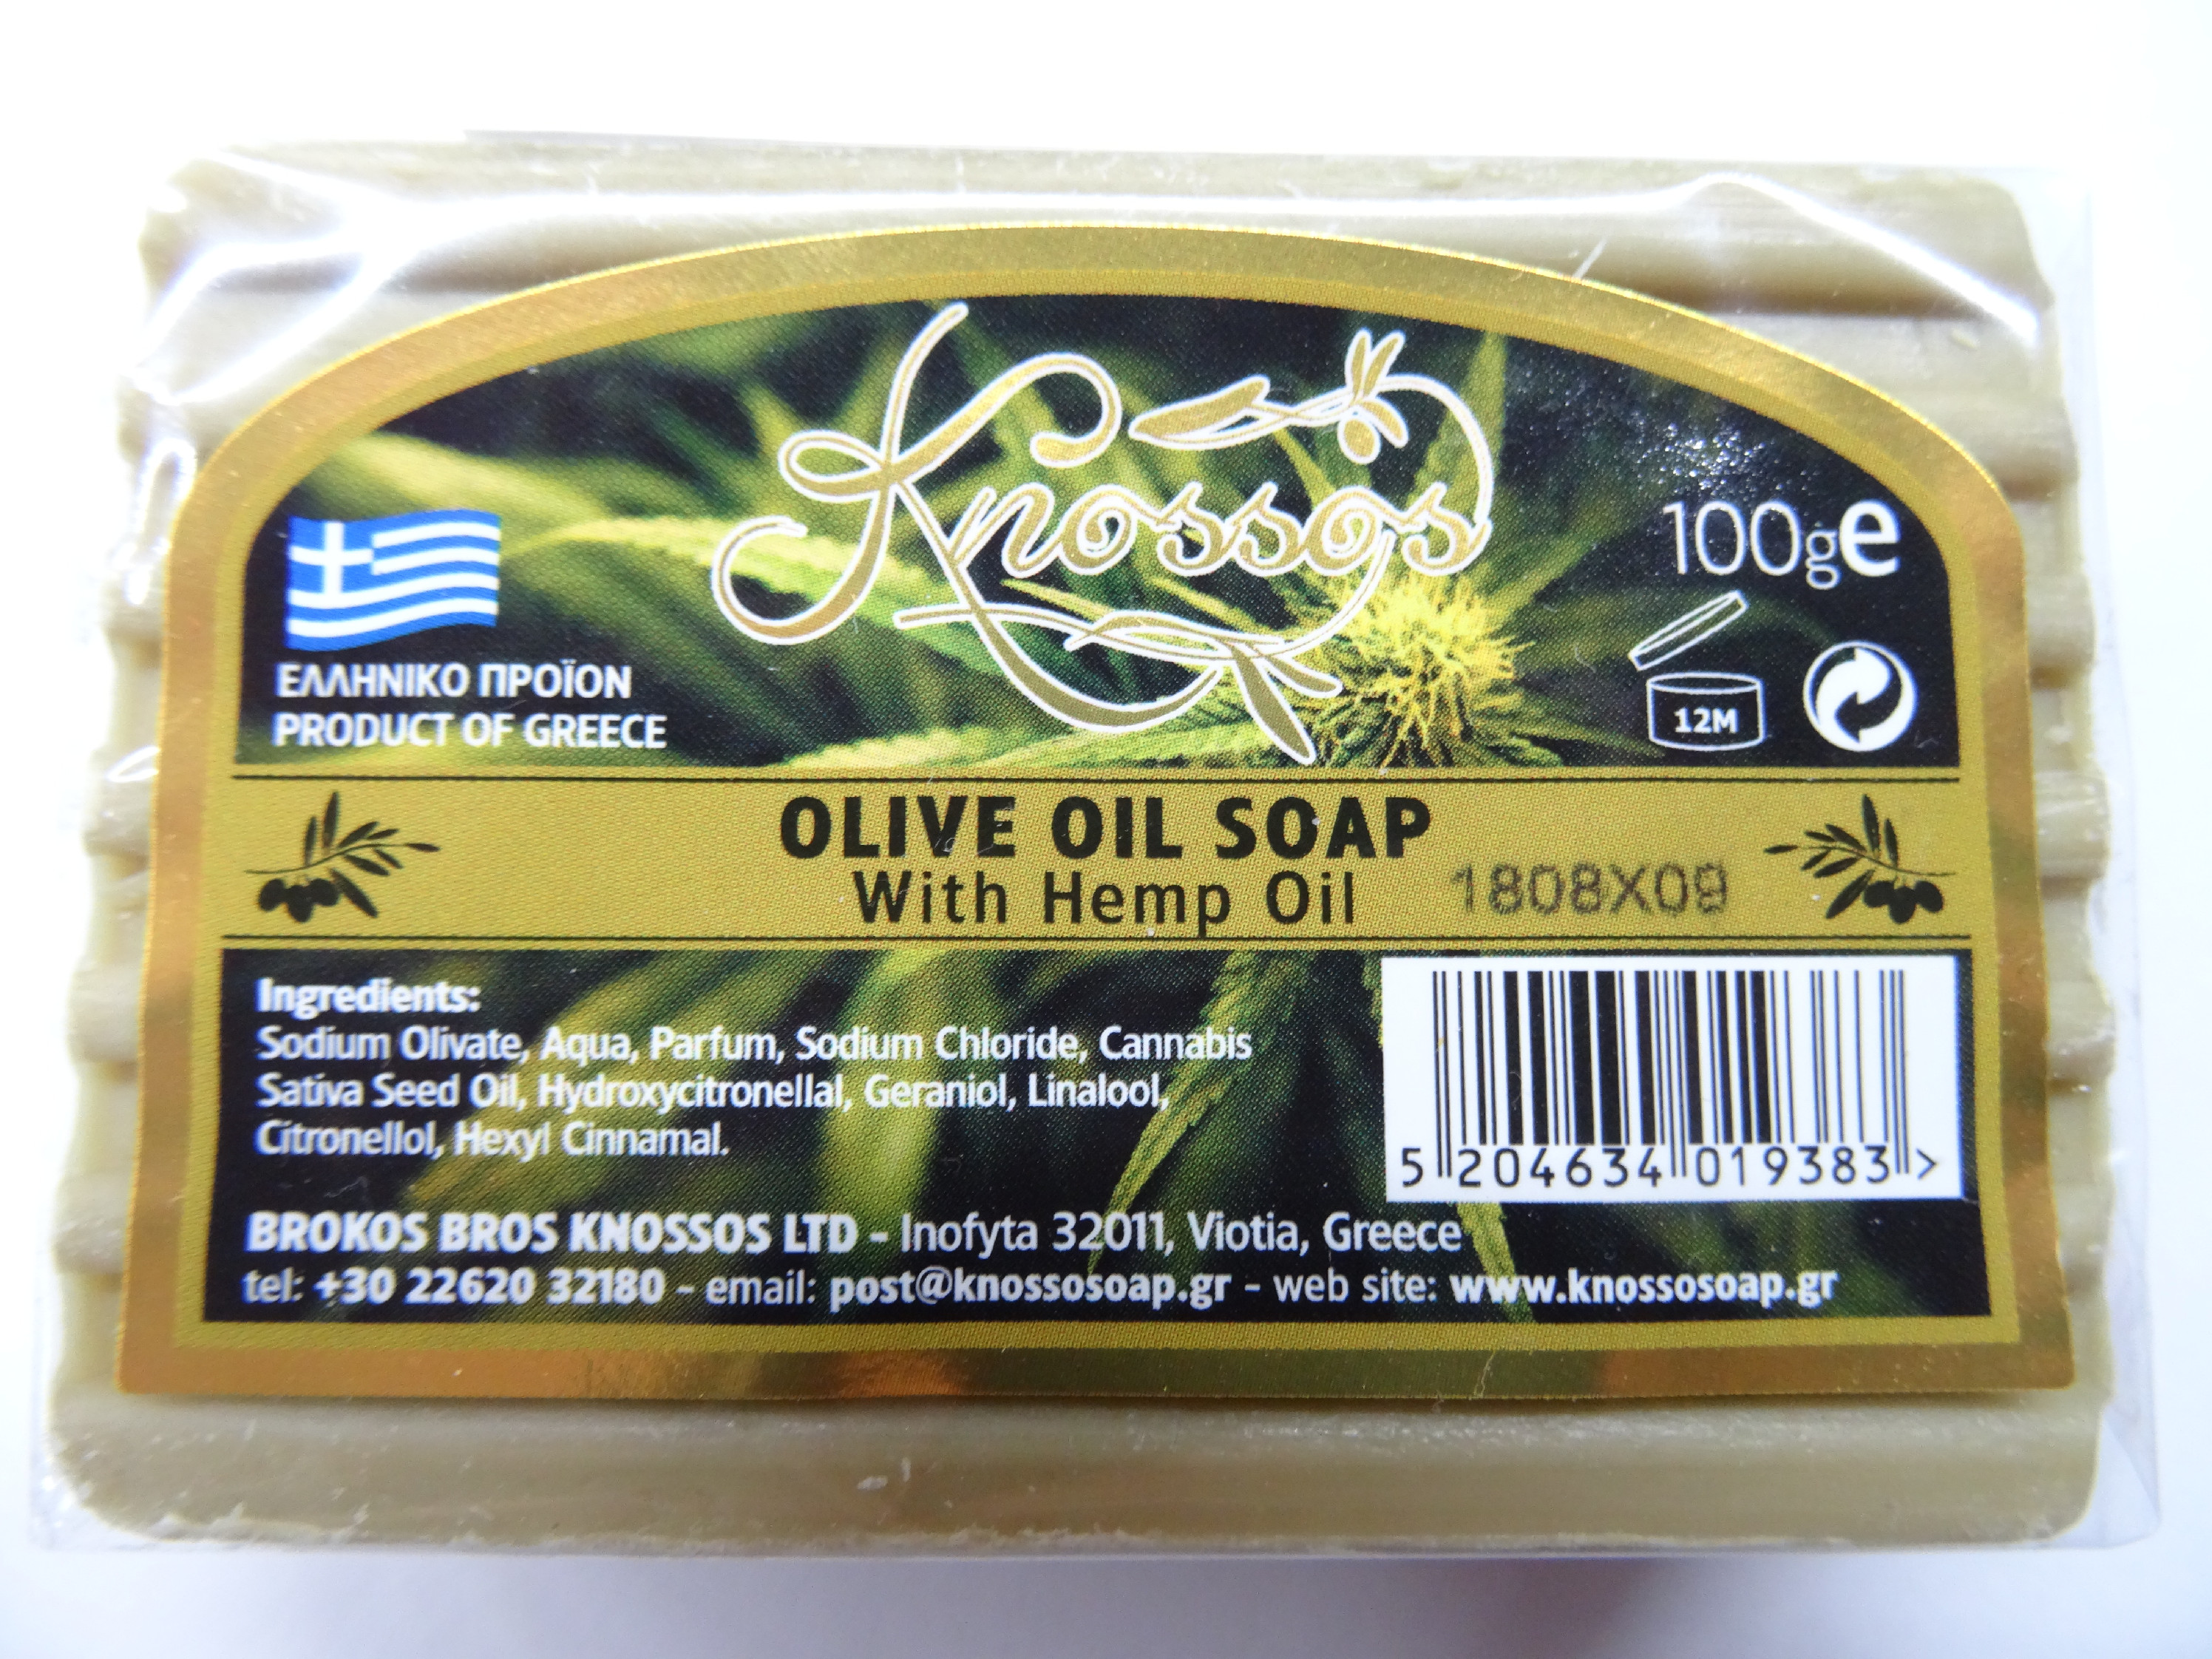 Knossos
100g e
ΕΛΛΗΝΙΚΟ ΠΡΟΪΟΝ
PRODUCT OF GREECE
12M
OLIVE OIL SOAP
With Hemp Oil
1808X09
Ingredients:
Sodium Olivate, Aqua, Parfum, Sodium Chloride, Cannabis
Sativa Seed Oil, Hydroxycitronellal, Geraniol, Linalool,
Citronellol, Hexyl Cinnamal.
5 204634 019383 >
BROKOS BROS KNOSSOS LTD - Inofyta 32011, Viotia, Greece
tel: +30 22620 32180 - email: post@knossosoap.gr - web site: www.knossosoap.gr